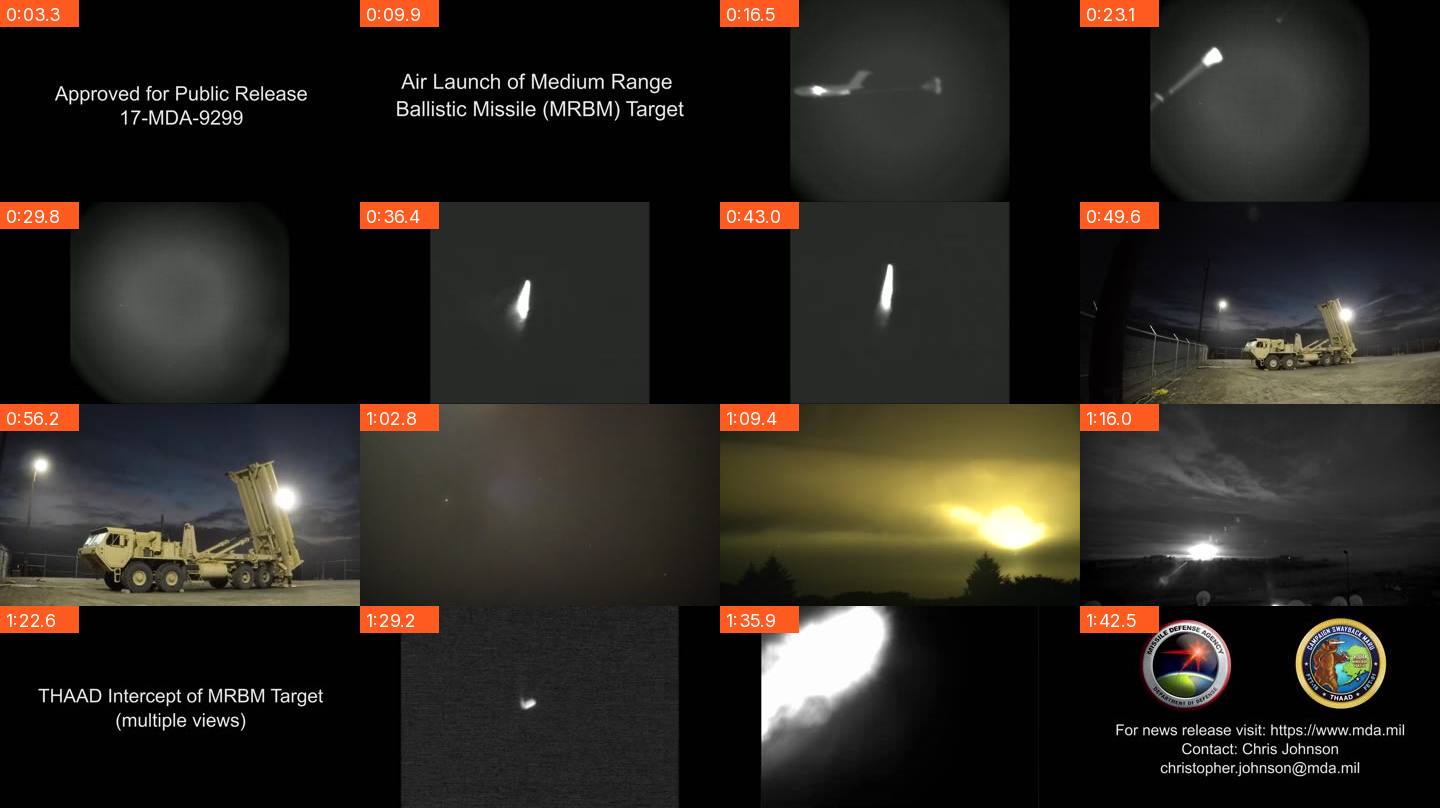 0:03.3
Approved for Public Release
17-MDA-9299
0:09.9
Air Launch of Medium Range
Ballistic Missile (MRBM) Target
0:16.5
0:23.1
0:29.8
0:36.4
0:43.0
0:49.6
0:56.2
1:02.8
1:09.4
1:16.0
1:22.6
THAAD Intercept of MRBM Target
(multiple views)
1:29.2
1:35.9
1:42.5
MISSILE DEFENSE AGENCY
DEPARTMENT OF DEFENSE
CAMPAIGN SWAYBACK MARU
THAAD
For news release visit: https://www.mda.mil
Contact: Chris Johnson
christopher.johnson@mda.mil